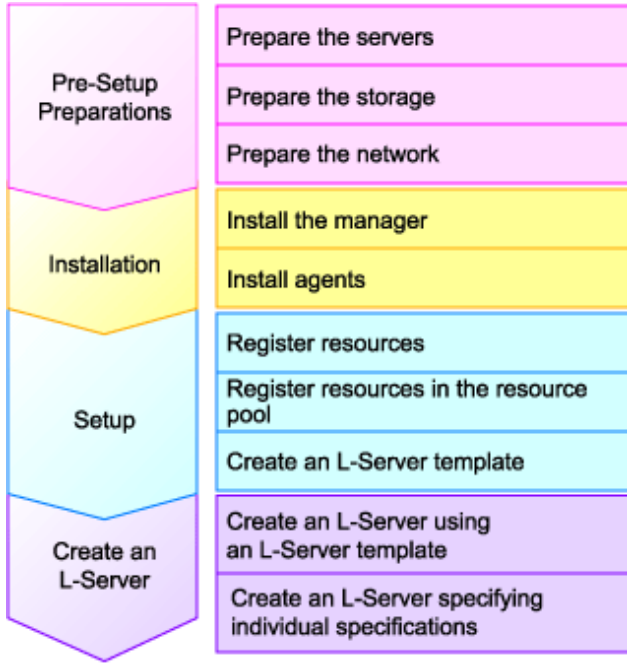 Pre-Setup
Preparations
Prepare the servers
Prepare the storage
Prepare the network
Installation
Install the manager
Install agents
Setup
Register resources
Register resources in the resource
pool
Create an L-Server template
Create an
L-Server
Create an L-Server using
an L-Server template
Create an L-Server specifying
individual specifications